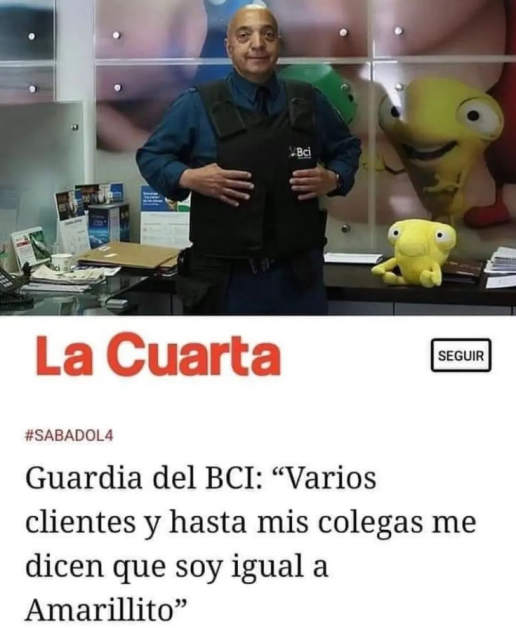 Bci
La Cuarta
SEGUIR
#SABADOL4
Guardia del BCI: “Varios
clientes y hasta mis colegas me
dicen que soy igual a
Amarillito”